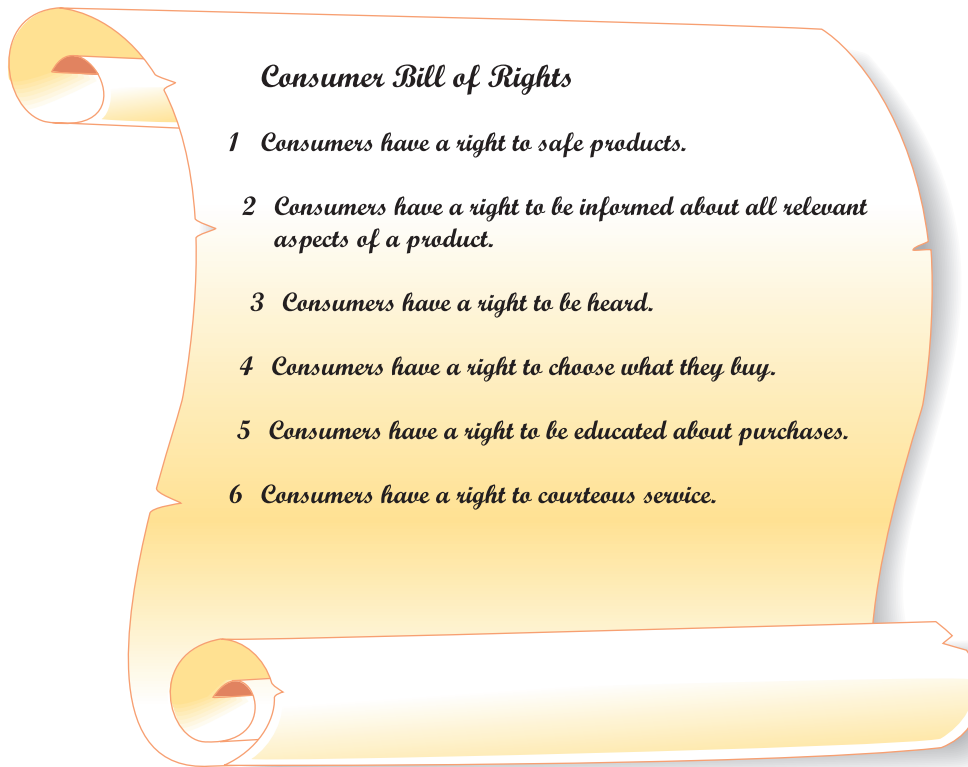 Consumer Bill of Rights
1 Consumers have a right to safe products.
2 Consumers have a right to be informed about all relevant
aspects of a product.
3 Consumers have a right to be heard.
4 Consumers have a right to choose what they buy.
5 Consumers have a right to be educated about purchases.
6 Consumers have a right to courteous service.